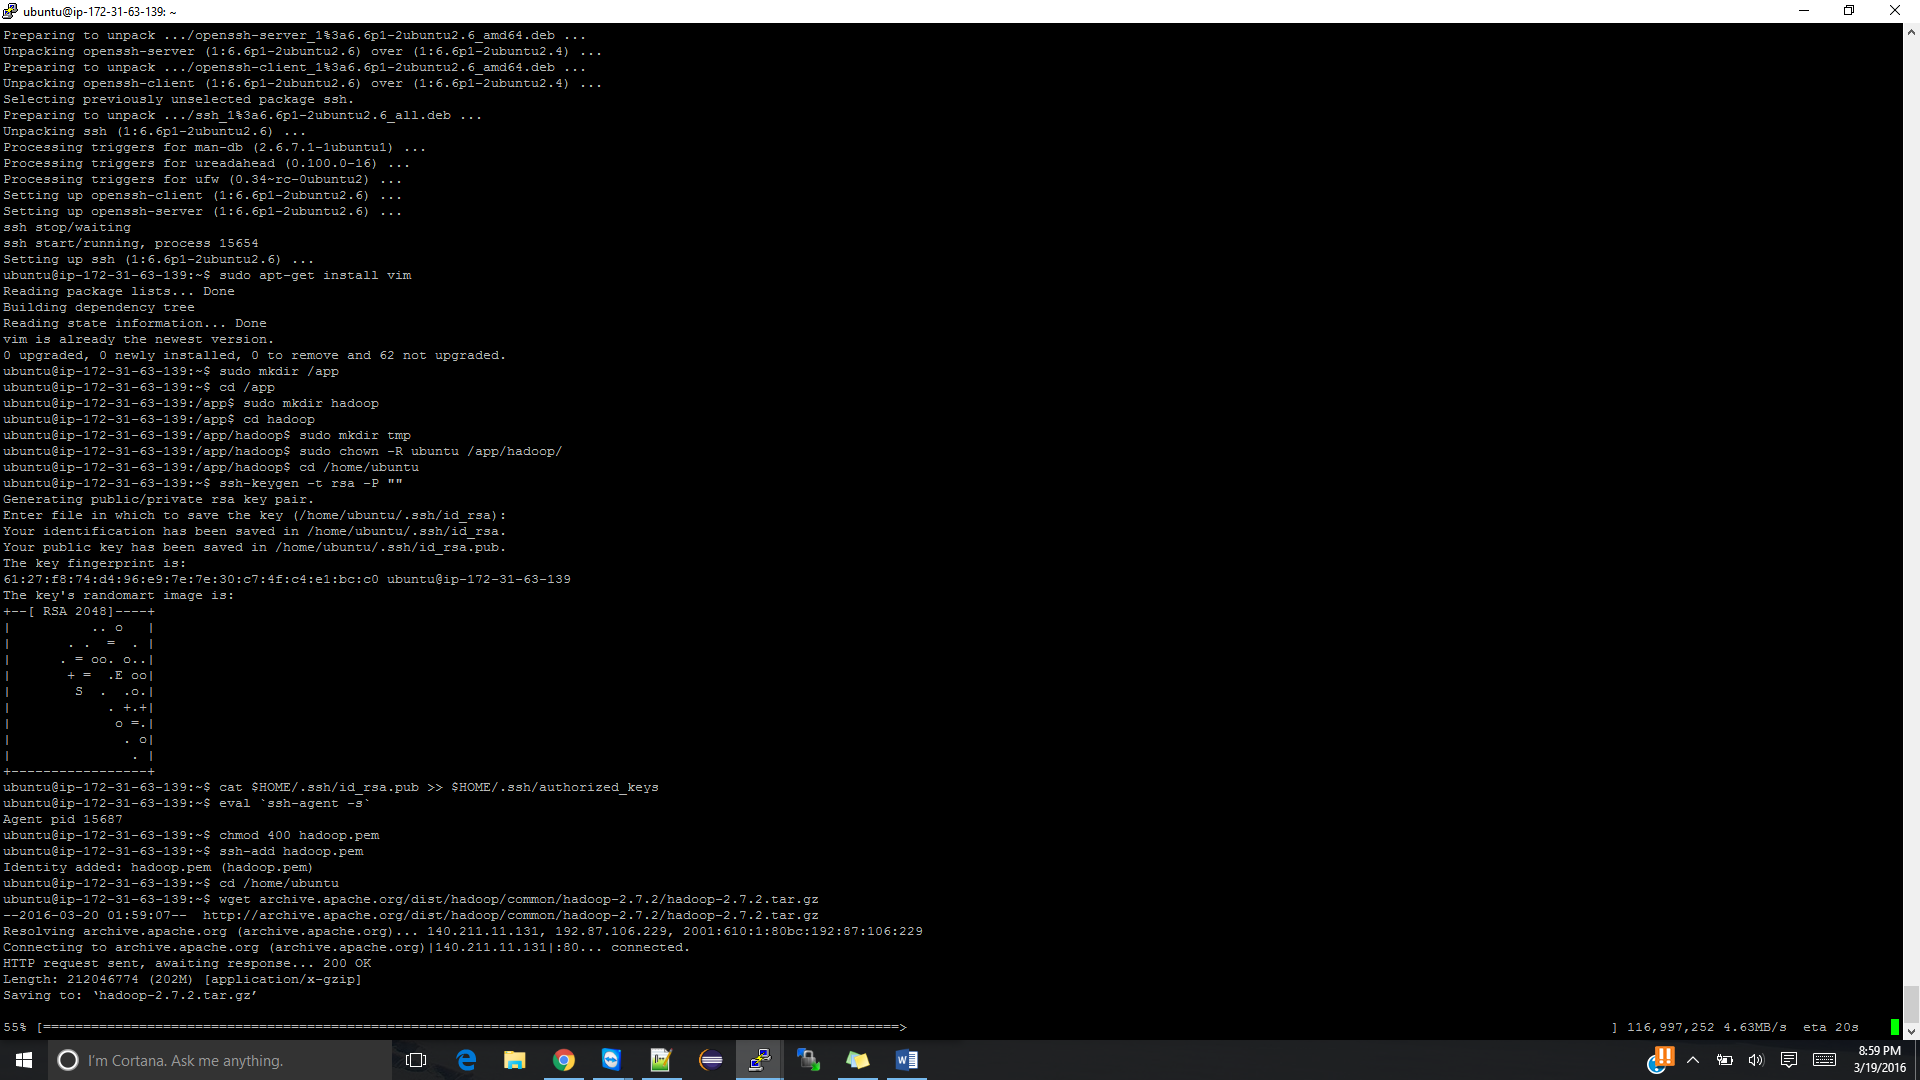 ubuntu@ip-172-31-63-139: ~
Preparing to unpack .../openssh-server_1%3a6.6p1-2ubuntu2.6_amd64.deb ...
Unpacking openssh-server (1:6.6p1-2ubuntu2.6) over (1:6.6p1-2ubuntu2.4) ...
Preparing to unpack .../openssh-client_1%3a6.6p1-2ubuntu2.6_amd64.deb ...
Unpacking openssh-client (1:6.6p1-2ubuntu2.6) over (1:6.6p1-2ubuntu2.4) ...
Selecting previously unselected package ssh.
Preparing to unpack .../ssh_1%3a6.6p1-2ubuntu2.6_all.deb ...
Unpacking ssh (1:6.6p1-2ubuntu2.6) ...
Processing triggers for man-db (2.6.7.1-1ubuntu1) ...
Processing triggers for ureadahead (0.100.0-16) ...
Processing triggers for ufw (0.34~rc-0ubuntu2) ...
Setting up openssh-client (1:6.6p1-2ubuntu2.6) ...
Setting up openssh-server (1:6.6p1-2ubuntu2.6) ...
ssh stop/waiting
ssh start/running, process 15654
Setting up ssh (1:6.6p1-2ubuntu2.6) ...
ubuntu@ip-172-31-63-139:~$ sudo apt-get install vim
Reading package lists... Done
Building dependency tree
Reading state information... Done
vim is already the newest version.
0 upgraded, 0 newly installed, 0 to remove and 62 not upgraded.
ubuntu@ip-172-31-63-139:~$ sudo mkdir /app
ubuntu@ip-172-31-63-139:~$ cd /app
ubuntu@ip-172-31-63-139:/app$ sudo mkdir hadoop
ubuntu@ip-172-31-63-139:/app$ cd hadoop
ubuntu@ip-172-31-63-139:/app/hadoop$ sudo mkdir tmp
ubuntu@ip-172-31-63-139:/app/hadoop$ sudo chown -R ubuntu /app/hadoop/
ubuntu@ip-172-31-63-139:/app/hadoop$ cd /home/ubuntu
ubuntu@ip-172-31-63-139:~$ ssh-keygen -t rsa -P ""
Generating public/private rsa key pair.
Enter file in which to save the key (/home/ubuntu/.ssh/id_rsa):
Your identification has been saved in /home/ubuntu/.ssh/id_rsa.
Your public key has been saved in /home/ubuntu/.ssh/id_rsa.pub.
The key fingerprint is:
61:27:f8:74:d4:96:e9:7e:7e:30:c7:4f:c4:e1:bc:c0 ubuntu@ip-172-31-63-139
The key's randomart image is:
+--[ RSA 2048]----+
|          .. o   |
|       . .  =  . |
|      . = oo. o..|
|       + =  .E oo|
|        S  .  .o.|
|            . +.+|
|             o =.|
|              . o|
|               . |
+-----------------+
ubuntu@ip-172-31-63-139:~$ cat $HOME/.ssh/id_rsa.pub >> $HOME/.ssh/authorized_keys
ubuntu@ip-172-31-63-139:~$ eval `ssh-agent -s`
Agent pid 15687
ubuntu@ip-172-31-63-139:~$ chmod 400 hadoop.pem
ubuntu@ip-172-31-63-139:~$ ssh-add hadoop.pem
Identity added: hadoop.pem (hadoop.pem)
ubuntu@ip-172-31-63-139:~$ cd /home/ubuntu
ubuntu@ip-172-31-63-139:~$ wget archive.apache.org/dist/hadoop/common/hadoop-2.7.2/hadoop-2.7.2.tar.gz
--2016-03-20 01:59:07--  http://archive.apache.org/dist/hadoop/common/hadoop-2.7.2/hadoop-2.7.2.tar.gz
Resolving archive.apache.org (archive.apache.org)... 140.211.11.131, 192.87.106.229, 2001:610:1:80bc:192:87:106:229
Connecting to archive.apache.org (archive.apache.org)|140.211.11.131|:80... connected.
HTTP request sent, awaiting response... 200 OK
Length: 212046774 (202M) [application/x-gzip]
Saving to: ‘hadoop-2.7.2.tar.gz’
55% [===========================================================================================================> ] 116,997,252 4.63MB/s  eta 20s
I'm Cortana. Ask me anything.
8:59 PM
3/19/2016